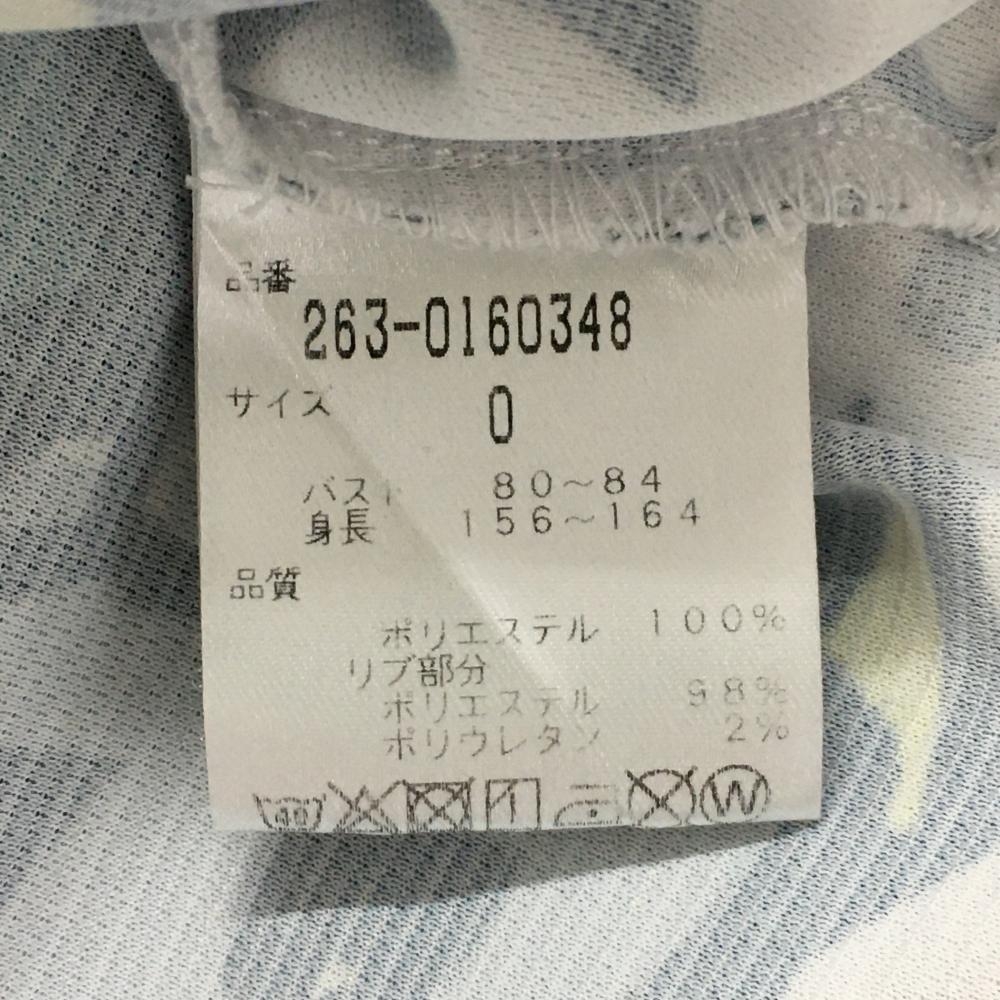 品番
263-0160348
サイズ 0
バスト 80～84
身長 156～164
品質
ポリエステル 100%
リブ部分
ポリエステル 98%
ポリウレタン 2%
40 W